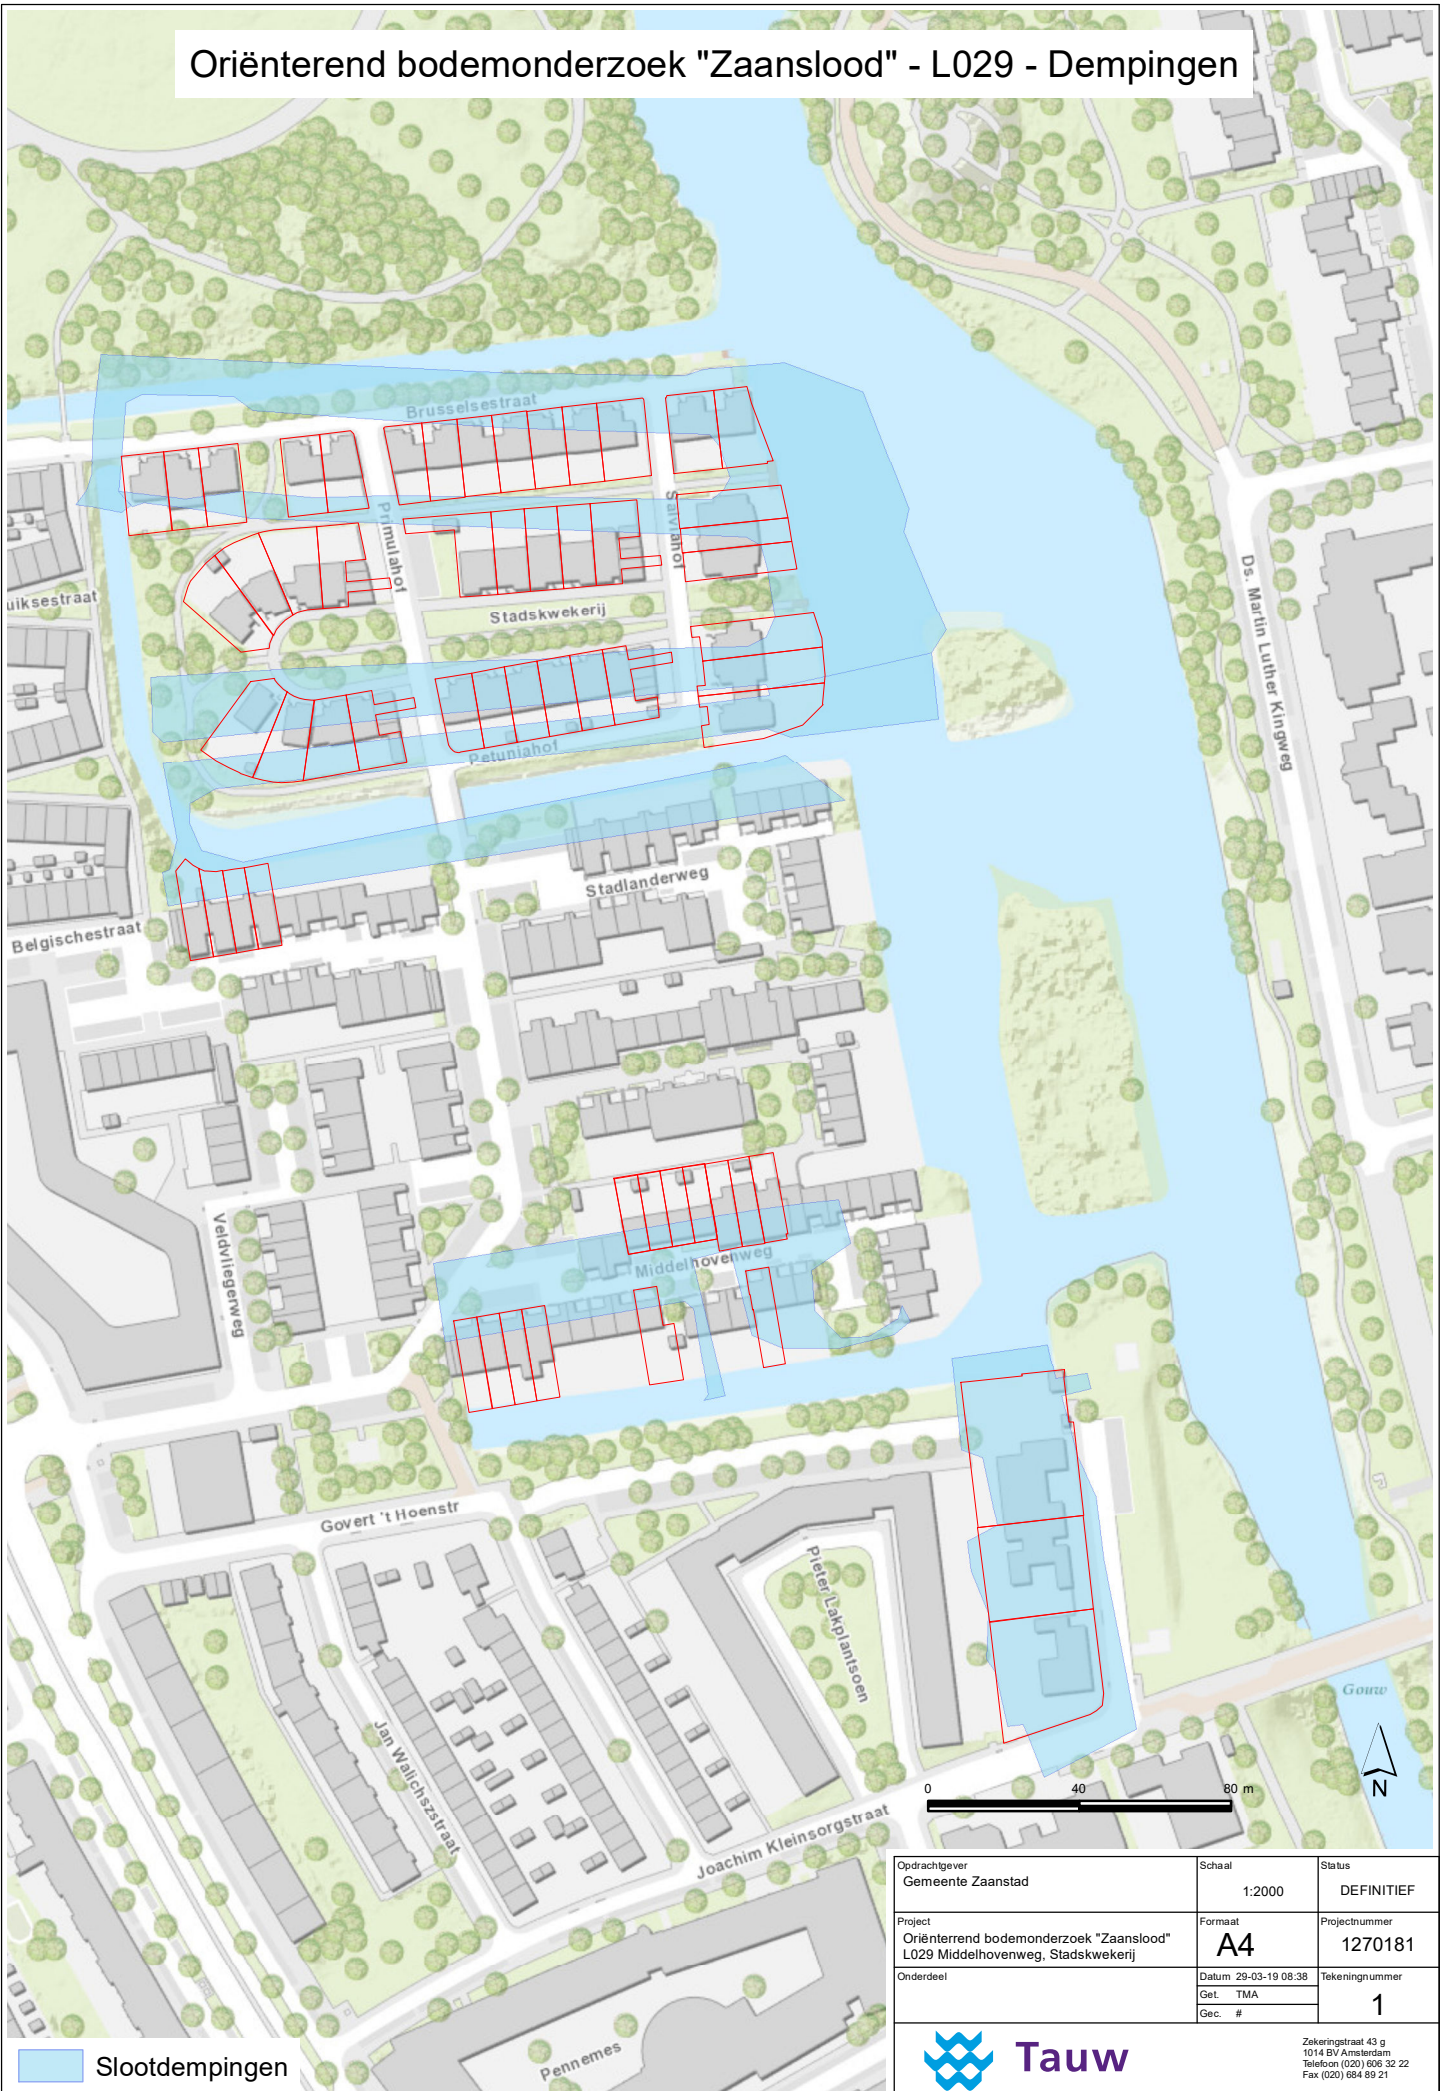 Oriënterend bodemonderzoek "Zaanslood" - L029 - Dempingen
Brusselsestraat
Primulahof
Salviahof
uiksestraat
Stadskwekerij
Ds. Martin Luther Kingweg
Petuniahof
Stadlanderweg
Belgischestraat
Veldvliegerweg
Middelhovenweg
Govert 't Hoenstr
Pieter Lakplantsoen
Jan Walichszstraat
Joachim Kleinsorgstraat
Gouw
N
0 40 80 m
Pennemes
Slootdempingen
Opdrachtgever
Gemeente Zaanstad
Schaal
1:2000
Status
DEFINITIEF
Project
Oriënterrend bodemonderzoek "Zaanslood"
L029 Middelhovenweg, Stadskwekerij
Formaat
A4
Projectnummer
1270181
Onderdeel
Datum 29-03-19 08:38
Get. TMA
Gec. #
Tekeningnummer
1
Tauw
Zekeringstraat 43 g
1014 BV Amsterdam
Telefoon (020) 606 32 22
Fax (020) 684 89 21